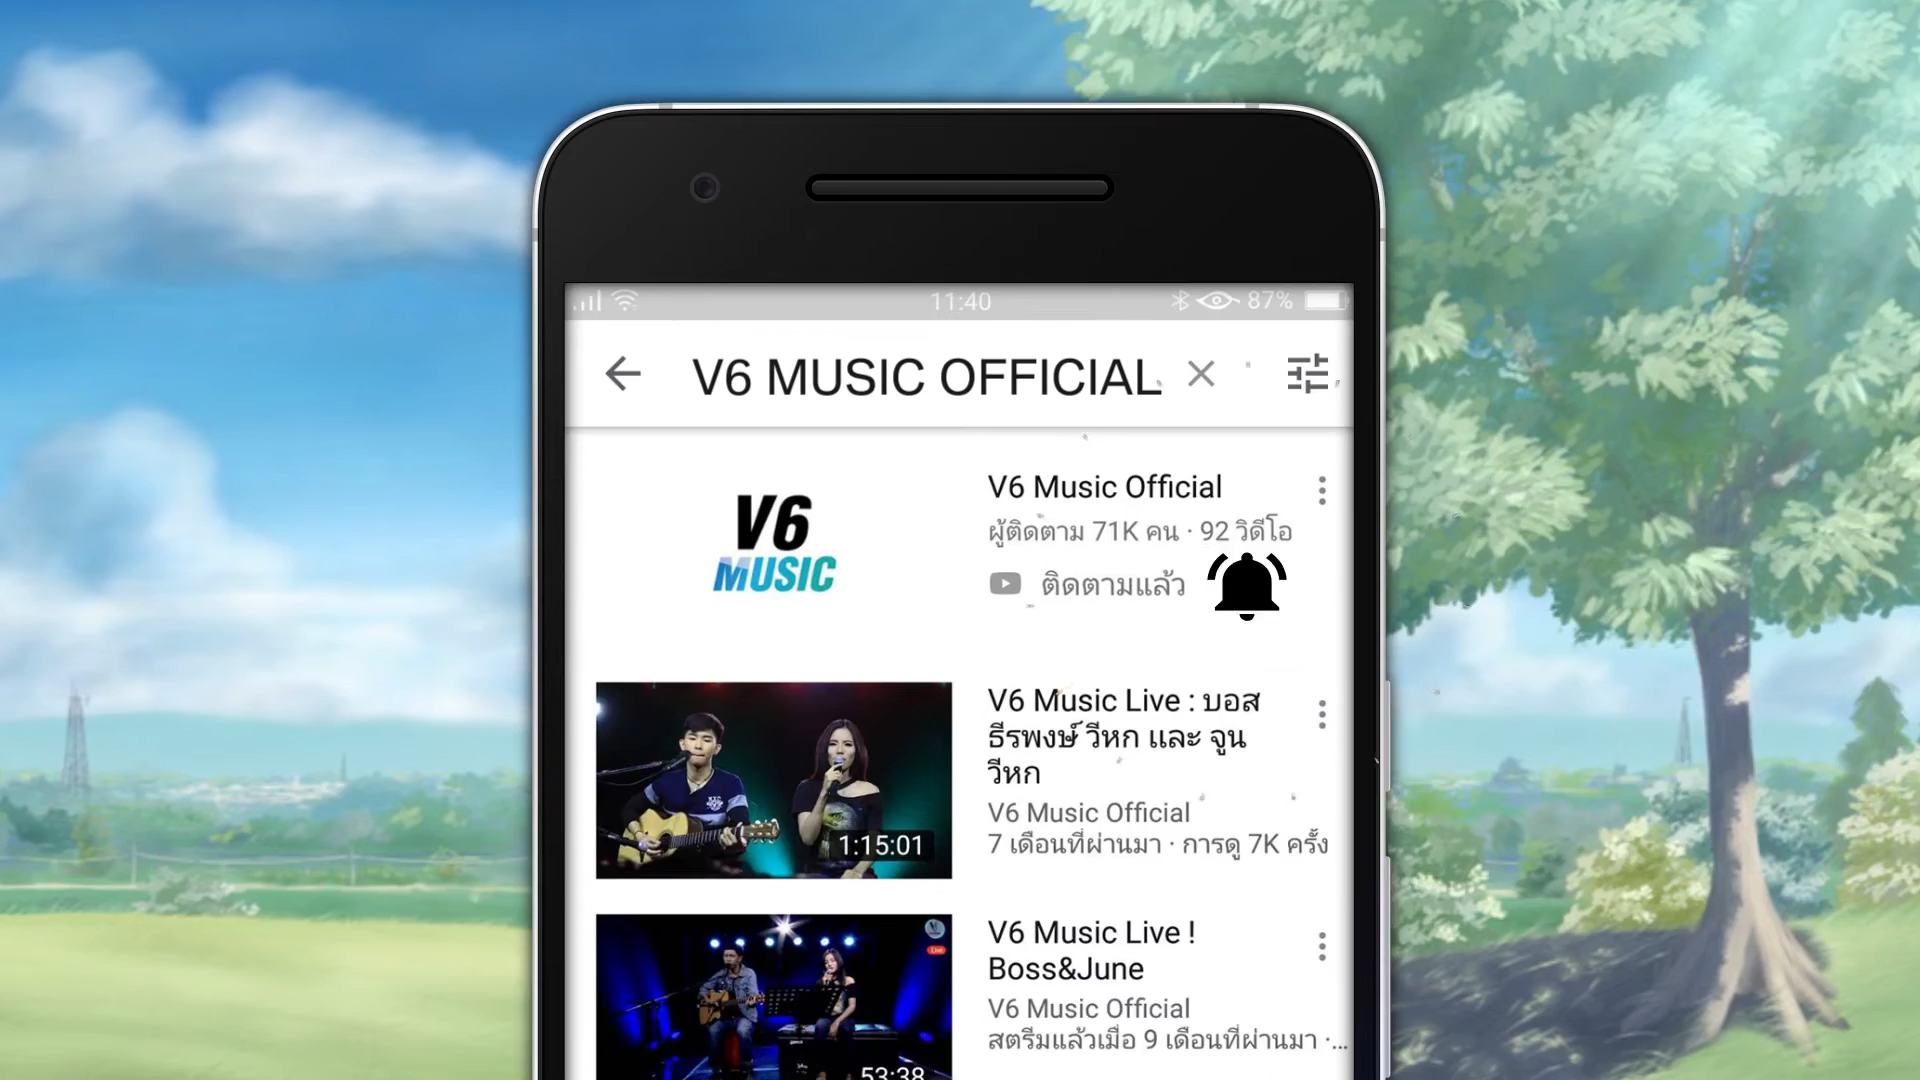 11:40
87%
V6 MUSIC OFFICIAL
V6
MUSIC
V6 Music Official
ผู้ติดตาม 71K คน · 92 วิดีโอ
ติดตามแล้ว
V6 Music Live : บอส
ธีรพงษ์ วีหก และ จูน
วีหก
V6 Music Official
7 เดือนที่ผ่านมา · การดู 7K ครั้ง
1:15:01
Live
V6 Music Live !
Boss&June
V6 Music Official
สตรีมแล้วเมื่อ 9 เดือนที่ผ่านมา ·...
53:38